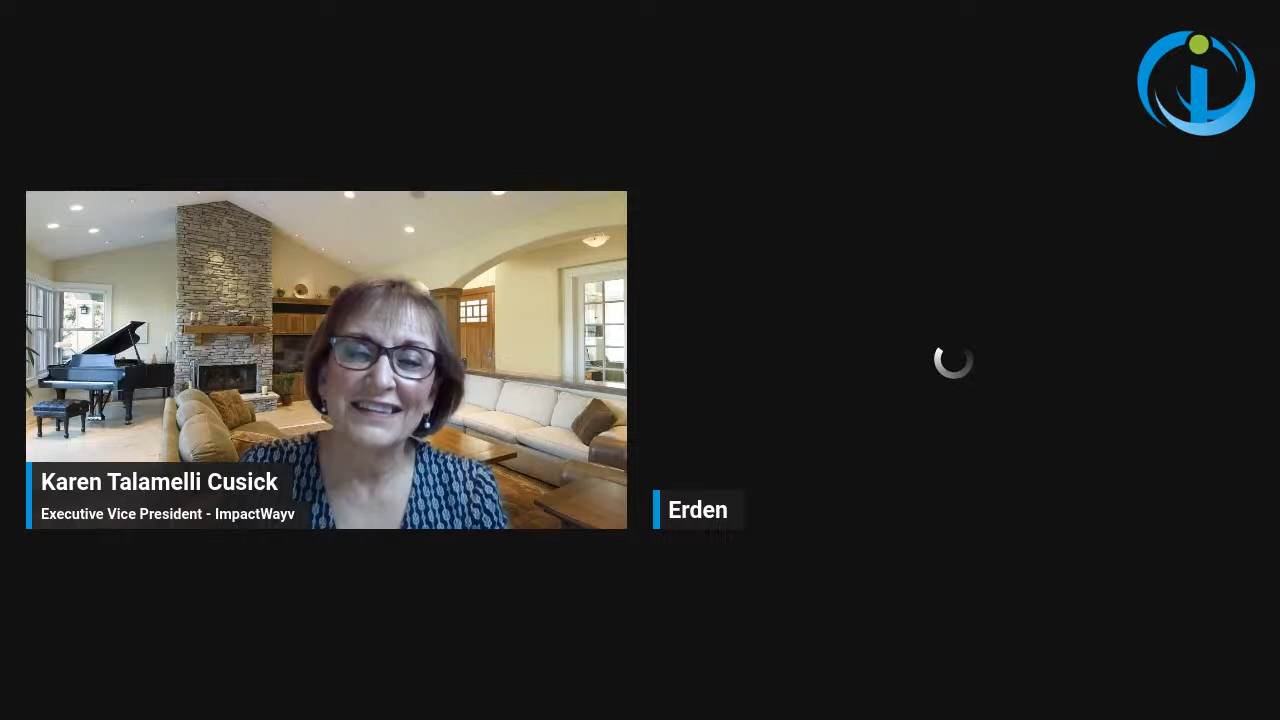 Karen Talamelli Cusick
Executive Vice President - ImpactWayv
Erden